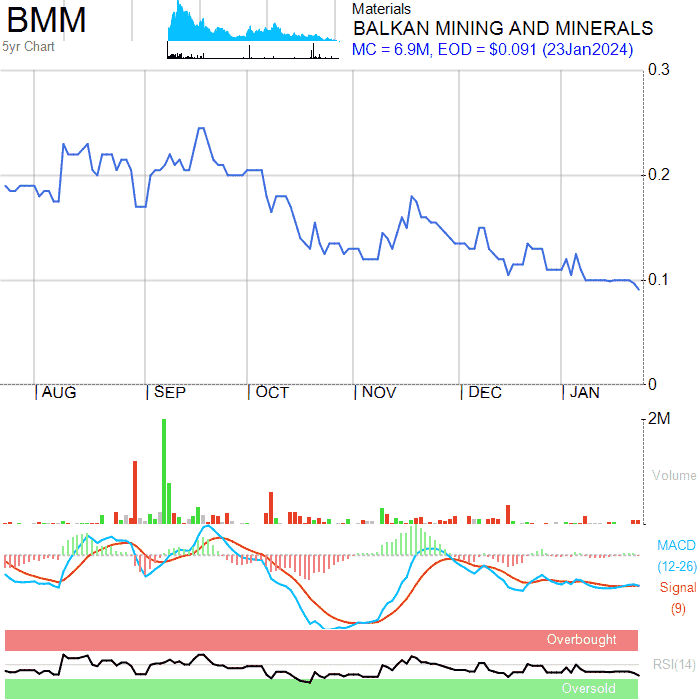 BMM
5yr Chart
Materials
BALKAN MINING AND MINERALS
MC = 6.9M, EOD = $0.091 (23Jan2024)
0.3
0.2
0.1
0
AUG SEP OCT NOV DEC JAN
2M
Volume
MACD
(12-26)
Signal
(9)
Overbought
RSI(14)
Oversold